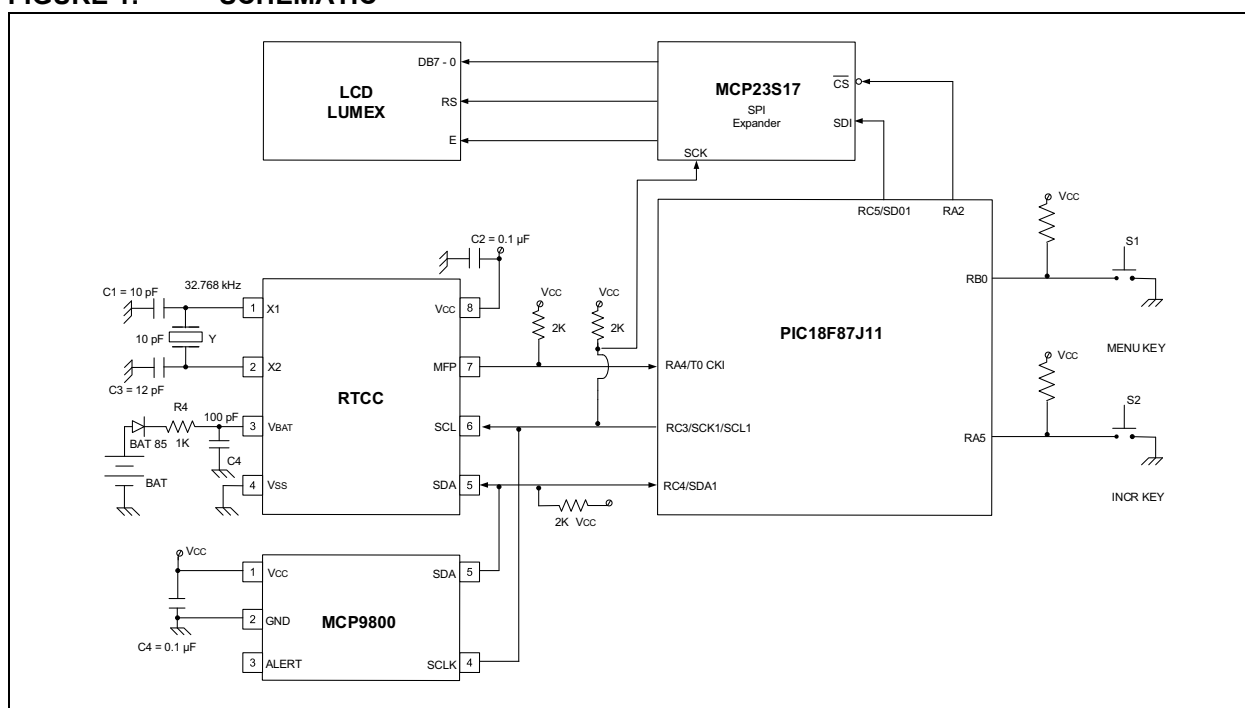 FIGURE 1: SCHEMATIC
LCD
LUMEX
DB7 - 0
RS
E
MCP23S17
SPI
Expander
CS
SDI
SCK
RC5/SD01
RA2
PIC18F87J11
RB0
RA5
RA4/T0 CKI
RC3/SCK1/SCL1
RC4/SDA1
Vcc
S1
MENU KEY
Vcc
S2
INCR KEY
C2 = 0.1 µF
Vcc
2K
Vcc
2K
2K Vcc
C1 = 10 pF
32.768 kHz
10 pF
Y
C3 = 12 pF
R4
1K
100 pF
C4
BAT 85
BAT
RTCC
1 X1
2 X2
3 VBAT
4 Vss
Vcc 8
MFP 7
SCL 6
SDA 5
Vcc
C4 = 0.1 µF
MCP9800
1 Vcc
2 GND
3 ALERT
SDA 5
SCLK 4